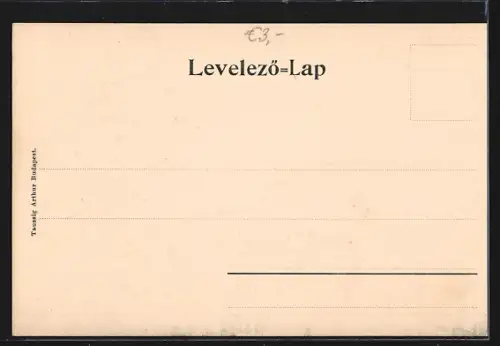 €3,-
Levelező=Lap
Taussig Arthur Budapest.